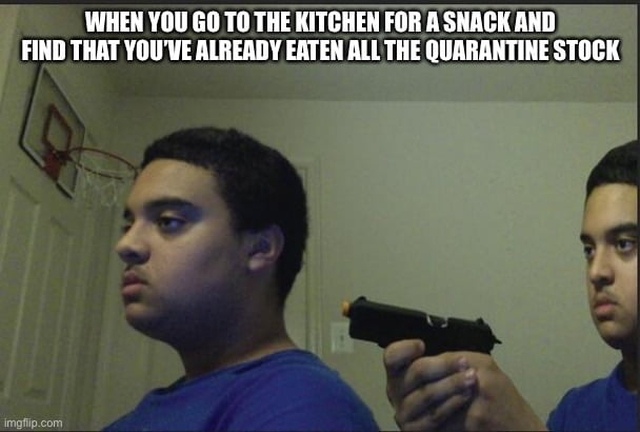 WHEN YOU GO TO THE KITCHEN FOR A SNACK AND
FIND THAT YOU'VE ALREADY EATEN ALL THE QUARANTINE STOCK
imgflip.com